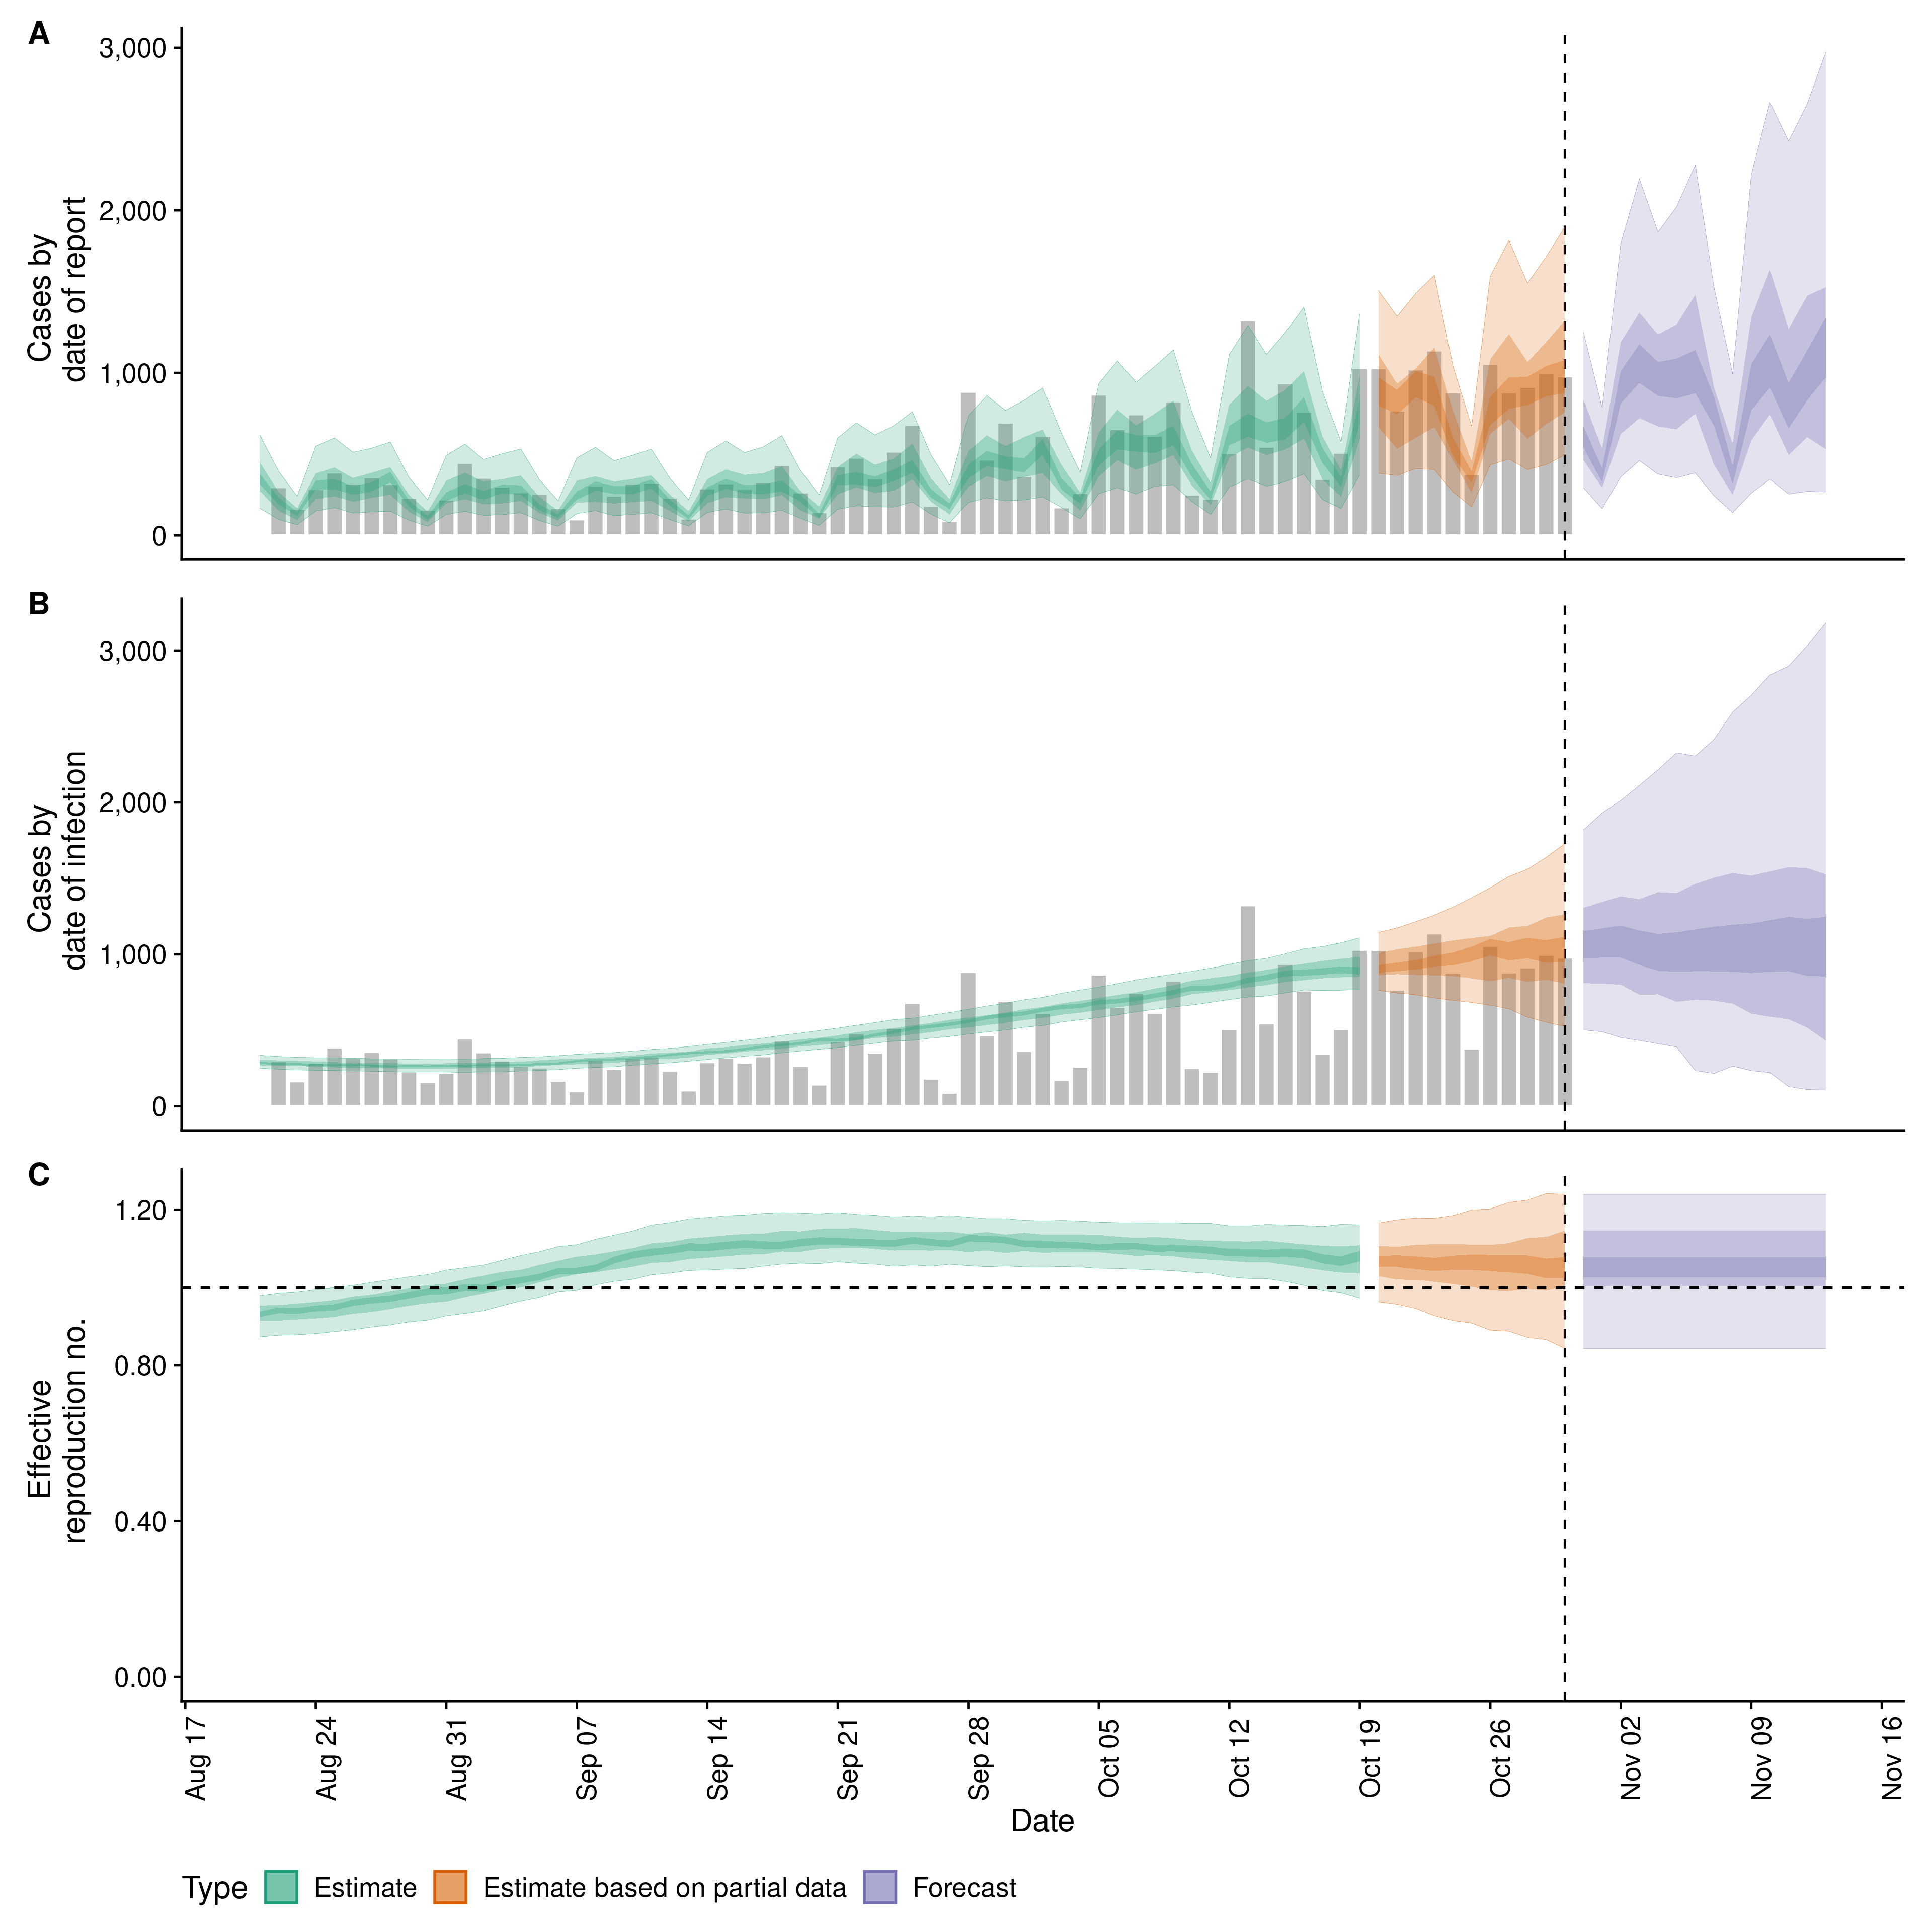 A
3,000
2,000
1,000
0
Cases by
date of report
B
3,000
2,000
1,000
0
Cases by
date of infection
C
1.20
0.80
0.40
0.00
Effective
reproduction no.
Aug 17
Aug 24
Aug 31
Sep 07
Sep 14
Sep 21
Sep 28
Oct 05
Oct 12
Oct 19
Oct 26
Nov 02
Nov 09
Nov 16
Date
Type Estimate Estimate based on partial data Forecast